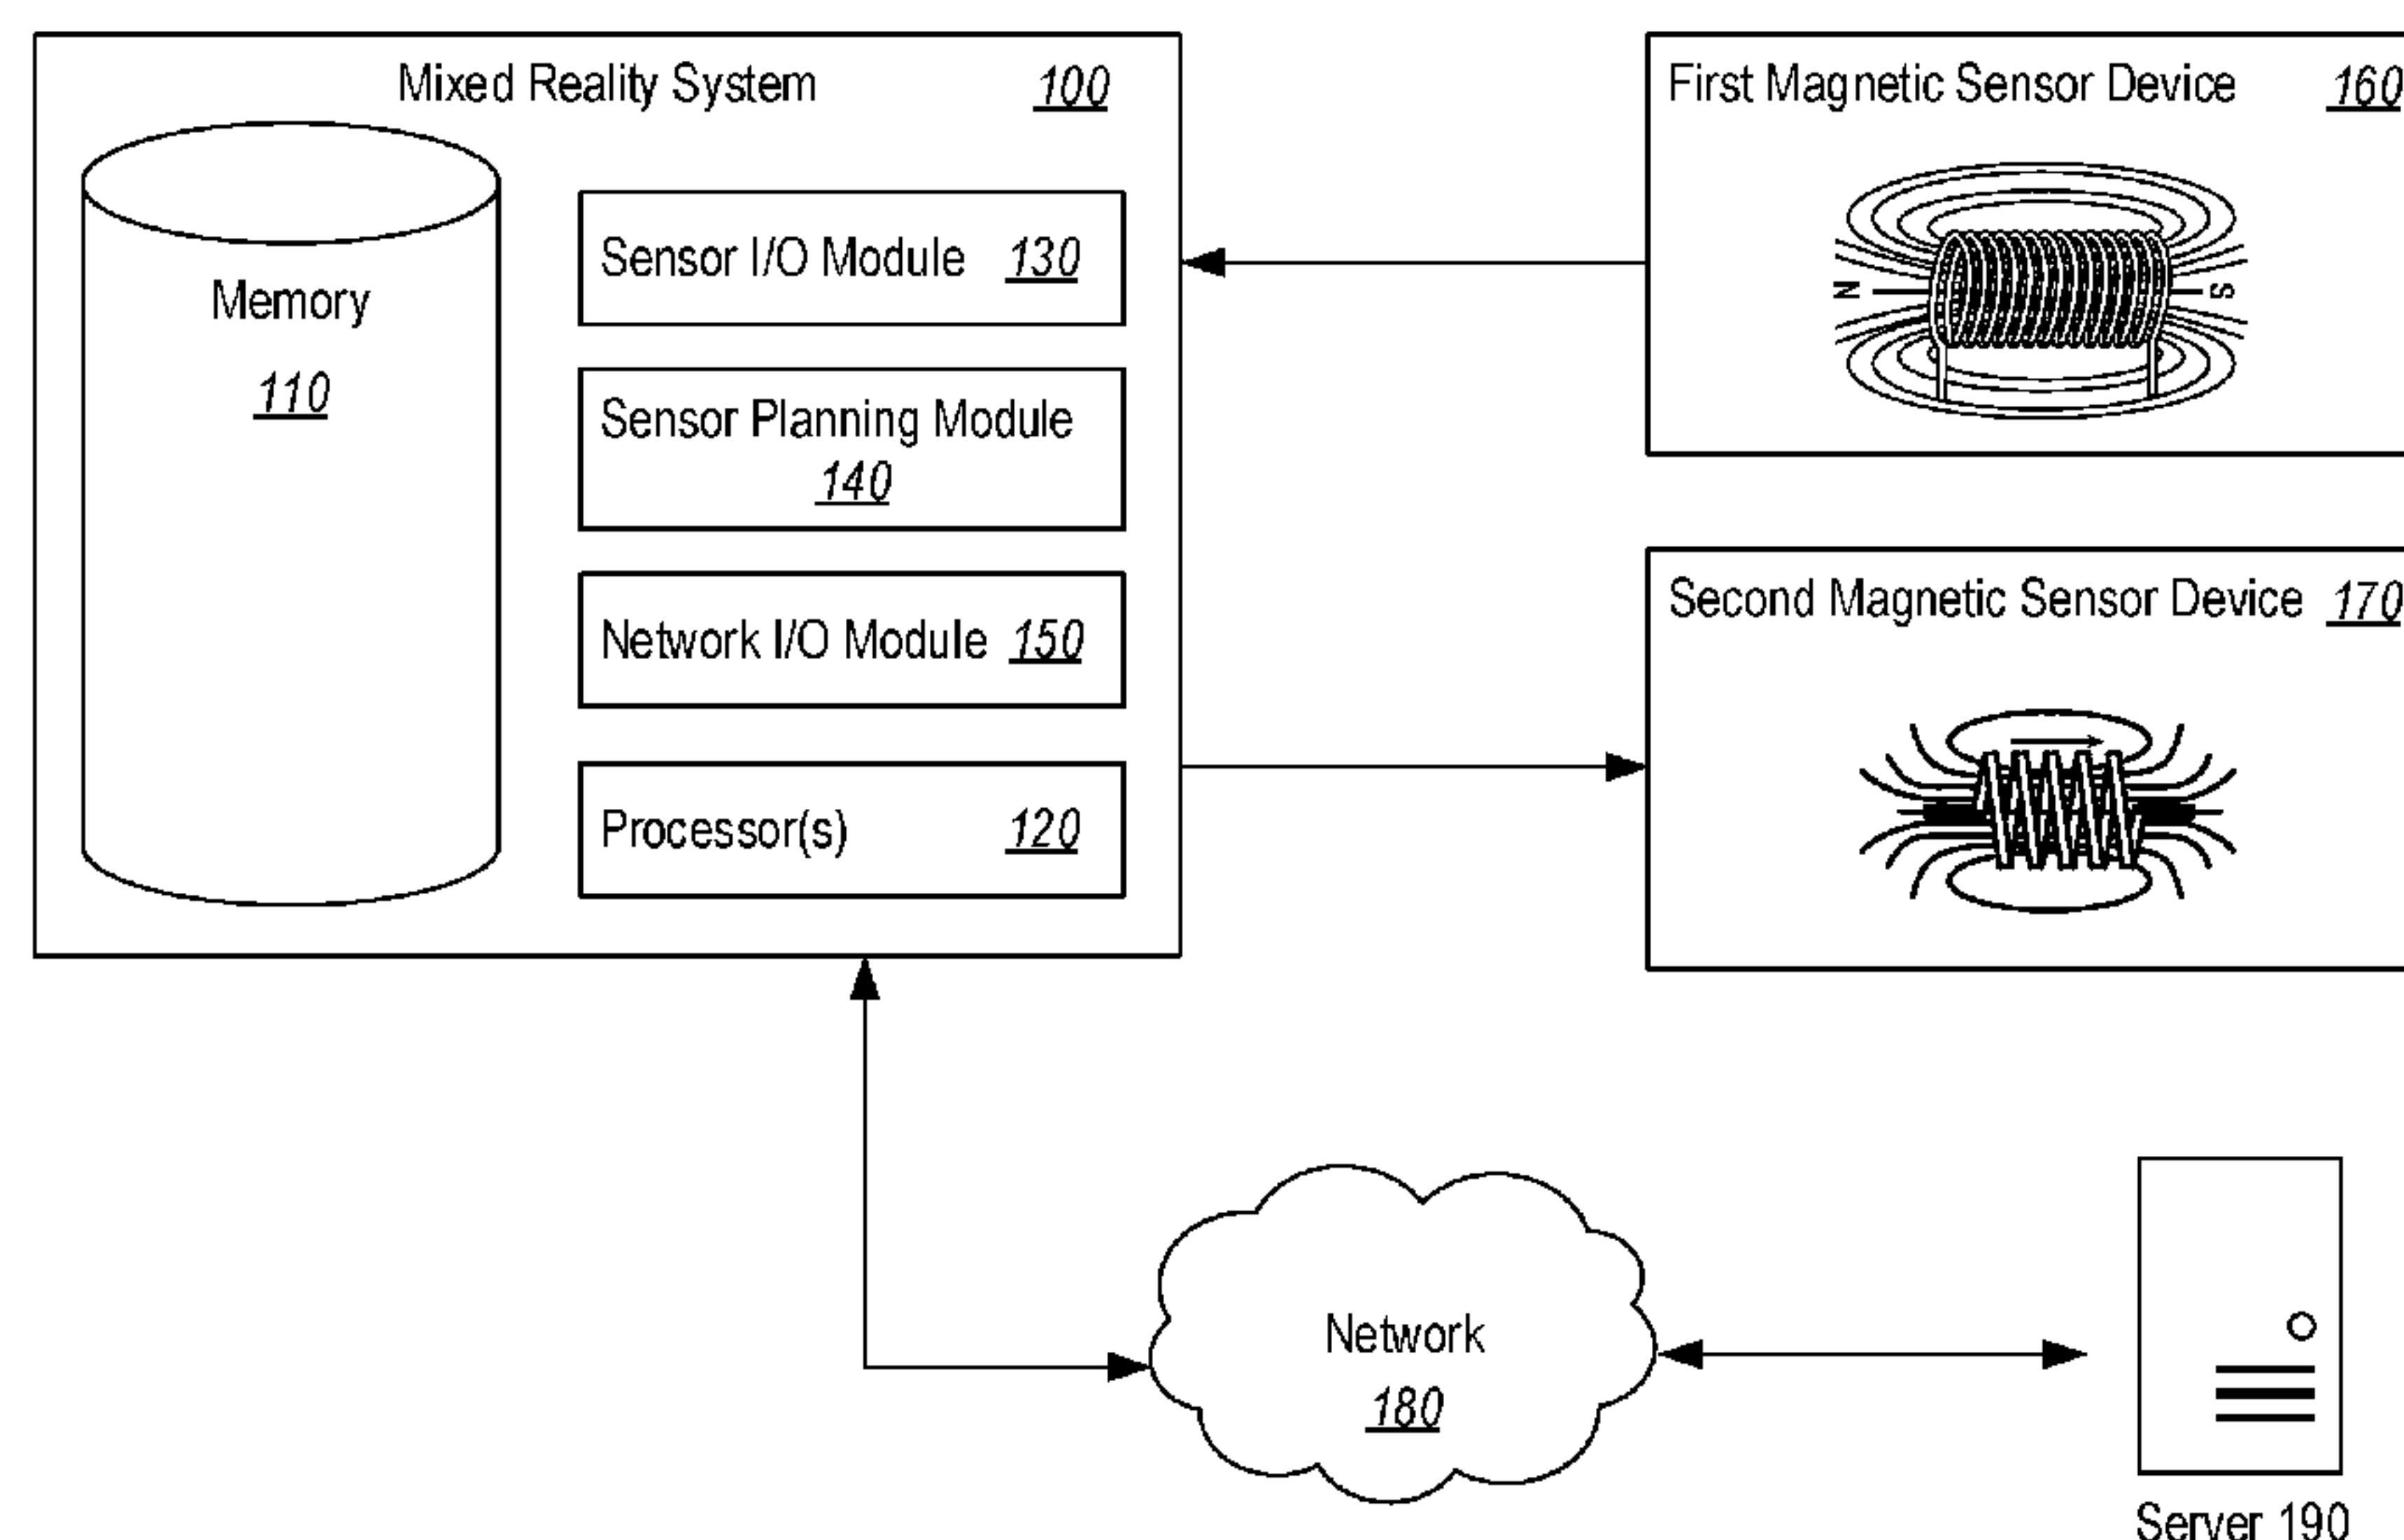 Mixed Reality System 100
Memory
110
Sensor I/O Module 130
Sensor Planning Module
140
Network I/O Module 150
Processor(s) 120
First Magnetic Sensor Device 160
N S
Second Magnetic Sensor Device 170
Network
180
Server 190